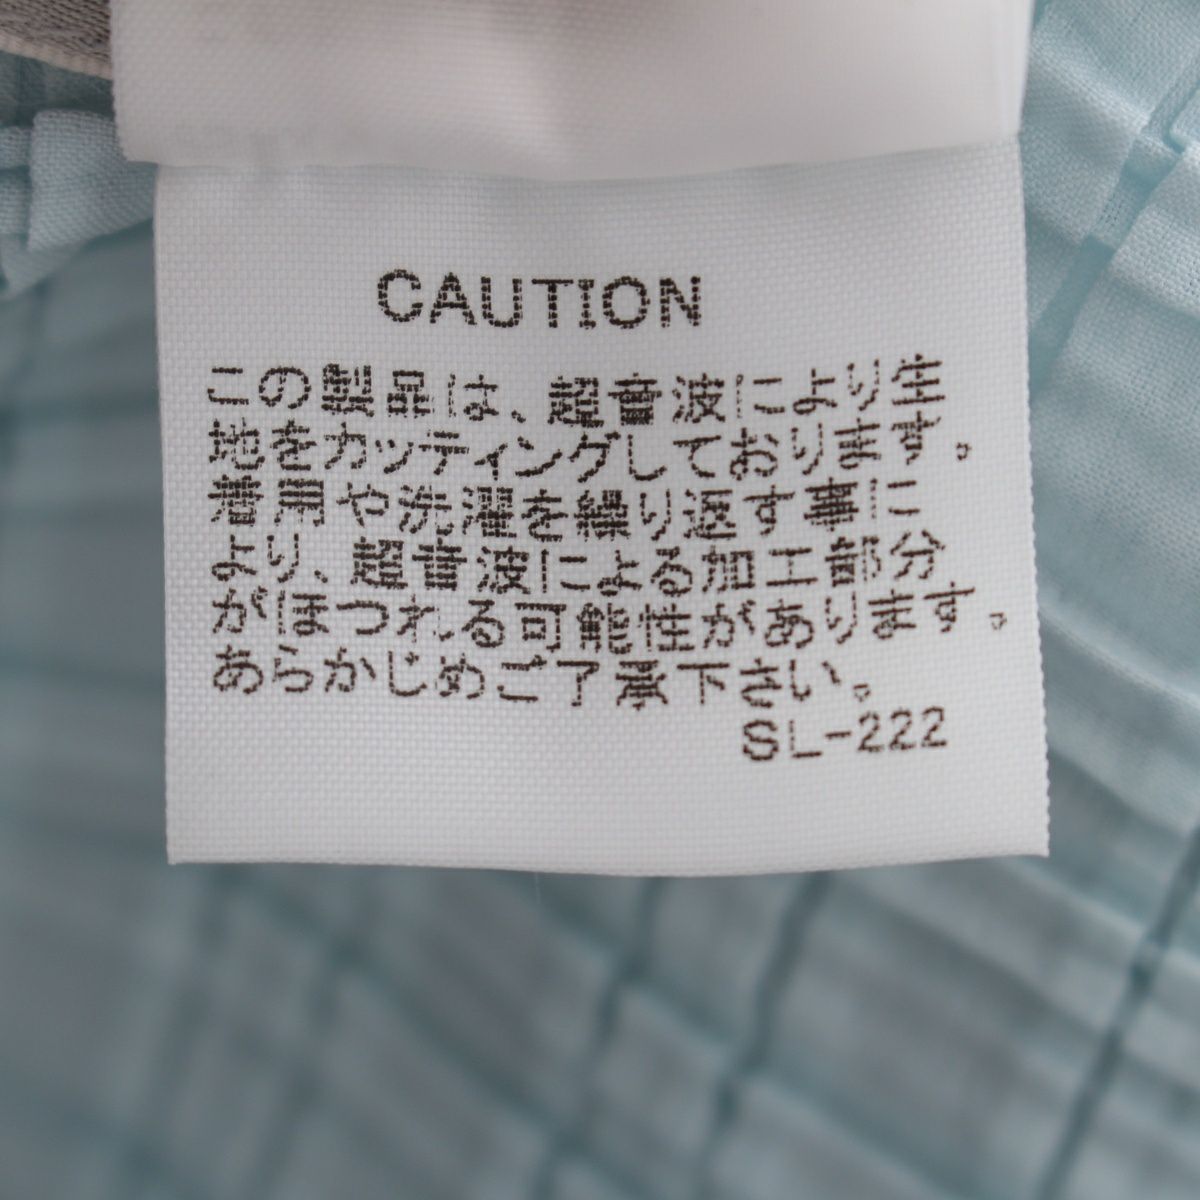 CAUTION
この製品は、超音波により生
地をカッティングしております。
着用や洗濯を繰り返す事に
より、超音波による加工部分
がほつれる可能性があります。
あらかじめご了承下さい。
SL-222